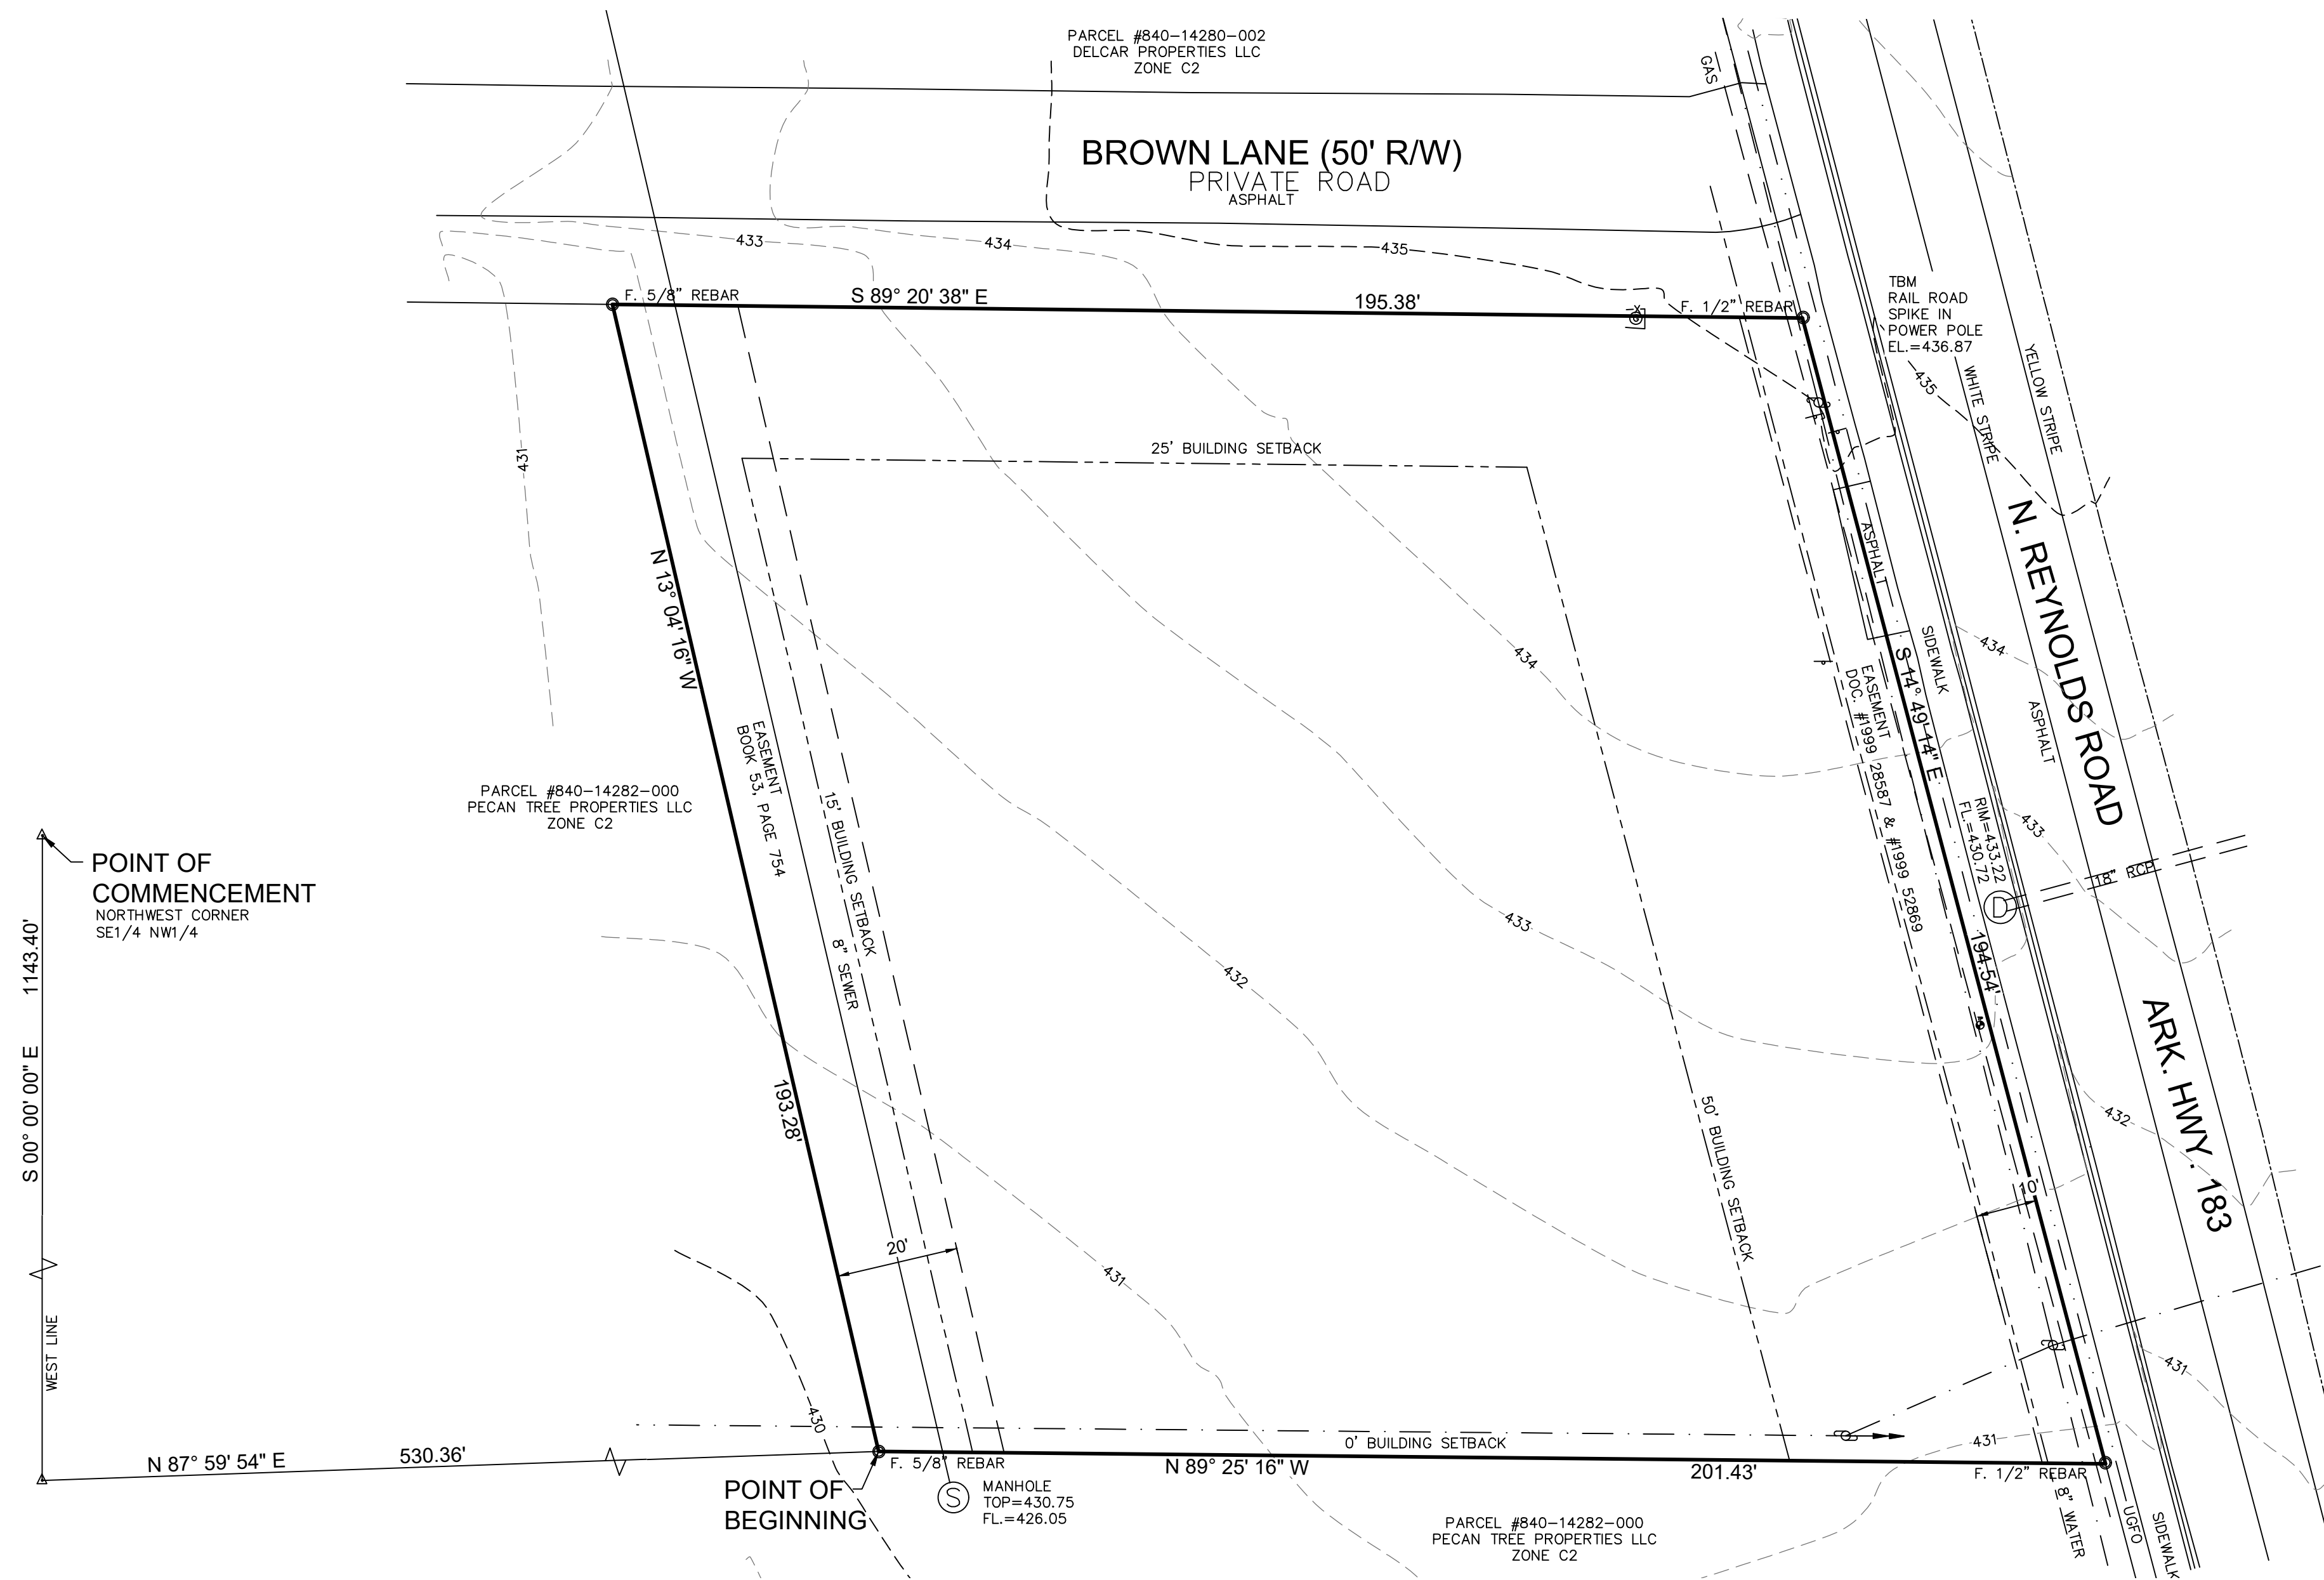 PARCEL #840-14280-002
DELCAR PROPERTIES LLC
ZONE C2
GAS
BROWN LANE (50' R/W)
PRIVATE ROAD
ASPHALT
433
434
435
F. 5/8" REBAR
S 89° 20' 38" E
195.38'
F. 1/2" REBAR
TBM
RAIL ROAD
SPIKE IN
POWER POLE
EL.=436.87
435
WHITE STRIPE
YELLOW STRIPE
431
25' BUILDING SETBACK
N 13° 04' 16" W
ASPHALT
N. REYNOLDS ROAD
434
SIDEWALK
434
S 14° 49' 14" E
EASEMENT
DOC. #1999 28587 & #1999 52869
ASPHALT
EASEMENT
BOOK 53, PAGE 754
15' BUILDING SETBACK
PARCEL #840-14282-000
PECAN TREE PROPERTIES LLC
ZONE C2
RIM=433.22
FL.=430.72
433
18" RCP
D
POINT OF
COMMENCEMENT
NORTHWEST CORNER
SE1/4 NW1/4
S 00° 00' 00" E
1143.40'
8" SEWER
432
433
194.54'
ARK. HWY. 183
193.28'
50' BUILDING SETBACK
432
10'
20'
431
WEST LINE
431
430
0' BUILDING SETBACK
431
N 87° 59' 54" E
530.36'
F. 5/8" REBAR
N 89° 25' 16" W
201.43'
F. 1/2" REBAR
POINT OF
BEGINNING
S
MANHOLE
TOP=430.75
FL.=426.05
PARCEL #840-14282-000
PECAN TREE PROPERTIES LLC
ZONE C2
8" WATER
UGFO
SIDEWALK